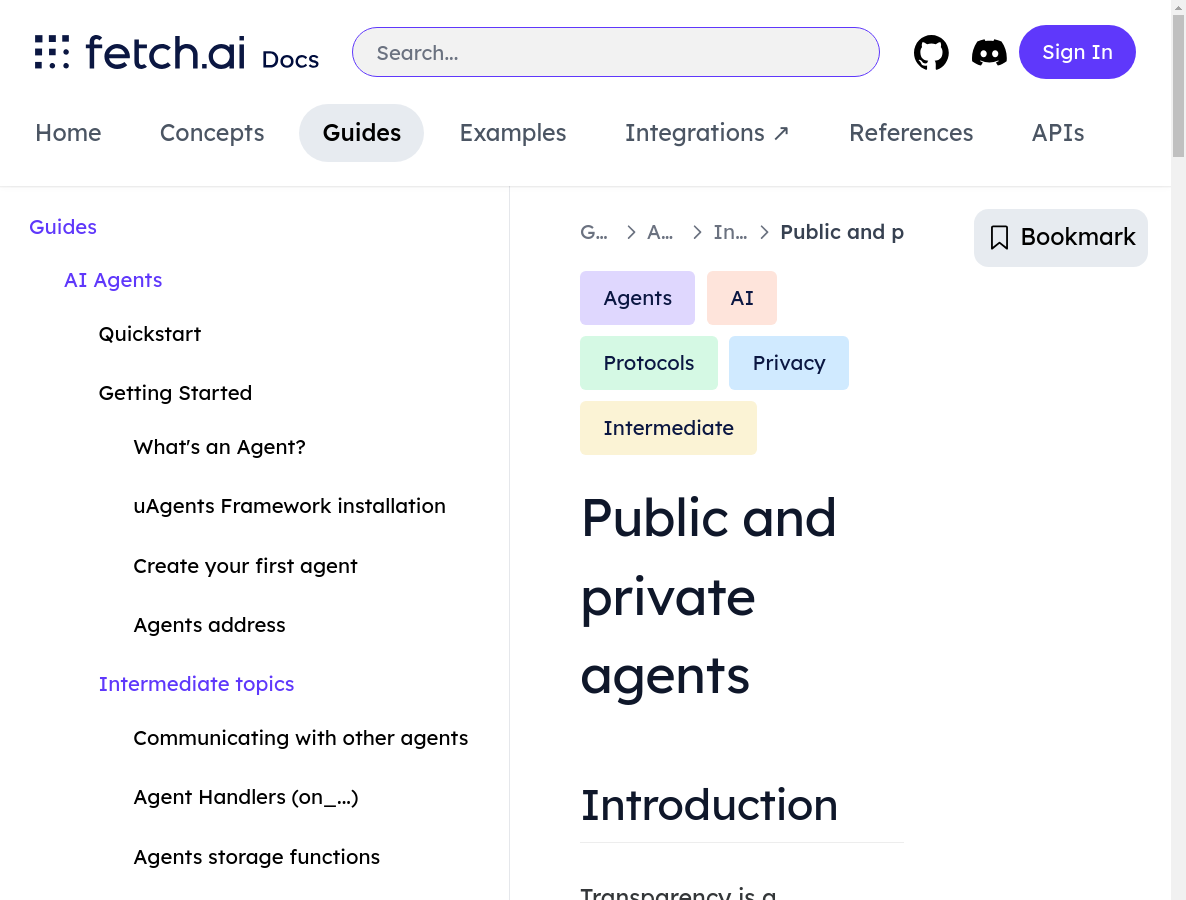 fetch.ai Docs
Search...
Sign In
Home
Concepts
Guides
Examples
Integrations ↗
References
APIs
Guides
AI Agents
Quickstart
Getting Started
What's an Agent?
uAgents Framework installation
Create your first agent
Agents address
Intermediate topics
Communicating with other agents
Agent Handlers (on_...)
Agents storage functions
G... > A... > In... > Public and p
Bookmark
Agents
AI
Protocols
Privacy
Intermediate
Public and
private
agents
Introduction
Transparency is a